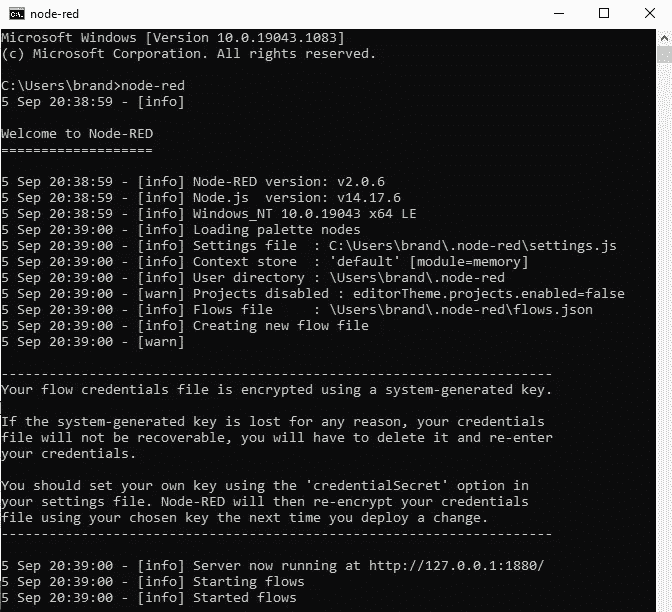 node-red
Microsoft Windows [Version 10.0.19043.1083]
(c) Microsoft Corporation. All rights reserved.
C:\Users\brand>node-red
5 Sep 20:38:59 - [info]
Welcome to Node-RED
===================
5 Sep 20:38:59 - [info] Node-RED version: v2.0.6
5 Sep 20:38:59 - [info] Node.js  version: v14.17.6
5 Sep 20:38:59 - [info] Windows_NT 10.0.19043 x64 LE
5 Sep 20:39:00 - [info] Loading palette nodes
5 Sep 20:39:00 - [info] Settings file  : C:\Users\brand\.node-red\settings.js
5 Sep 20:39:00 - [info] Context store  : 'default' [module=memory]
5 Sep 20:39:00 - [info] User directory : \Users\brand\.node-red
5 Sep 20:39:00 - [warn] Projects disabled : editorTheme.projects.enabled=false
5 Sep 20:39:00 - [info] Flows file     : \Users\brand\.node-red\flows.json
5 Sep 20:39:00 - [info] Creating new flow file
5 Sep 20:39:00 - [warn]
---------------------------------------------------------------------
Your flow credentials file is encrypted using a system-generated key.
If the system-generated key is lost for any reason, your credentials
file will not be recoverable, you will have to delete it and re-enter
your credentials.
You should set your own key using the 'credentialSecret' option in
your settings file. Node-RED will then re-encrypt your credentials
file using your chosen key the next time you deploy a change.
---------------------------------------------------------------------
5 Sep 20:39:00 - [info] Server now running at http://127.0.0.1:1880/
5 Sep 20:39:00 - [info] Starting flows
5 Sep 20:39:00 - [info] Started flows